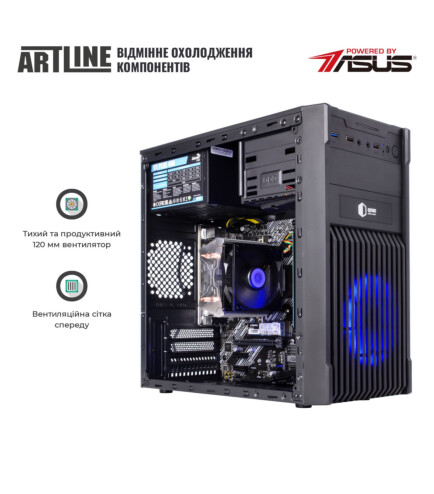 ARTLINE
ВІДМІННЕ ОХОЛОДЖЕННЯ
КОМПОНЕНТІВ
POWERED BY
ASUS
Тихий та продуктивний
120 мм вентилятор
Вентиляційна сітка
спереду